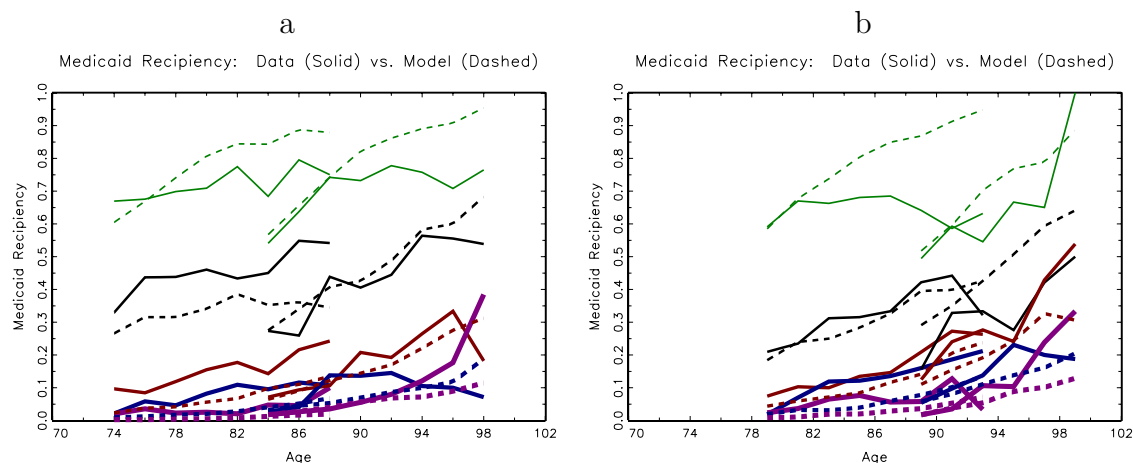 a
Medicaid Recipiency: Data (Solid) vs. Model (Dashed)
Medicaid Recipiency
1.0
0.9
0.8
0.7
0.6
0.5
0.4
0.3
0.2
0.1
0.0
70 74 78 82 86 90 94 98 102
Age
b
Medicaid Recipiency: Data (Solid) vs. Model (Dashed)
Medicaid Recipiency
1.0
0.9
0.8
0.7
0.6
0.5
0.4
0.3
0.2
0.1
0.0
70 74 78 82 86 90 94 98 102
Age